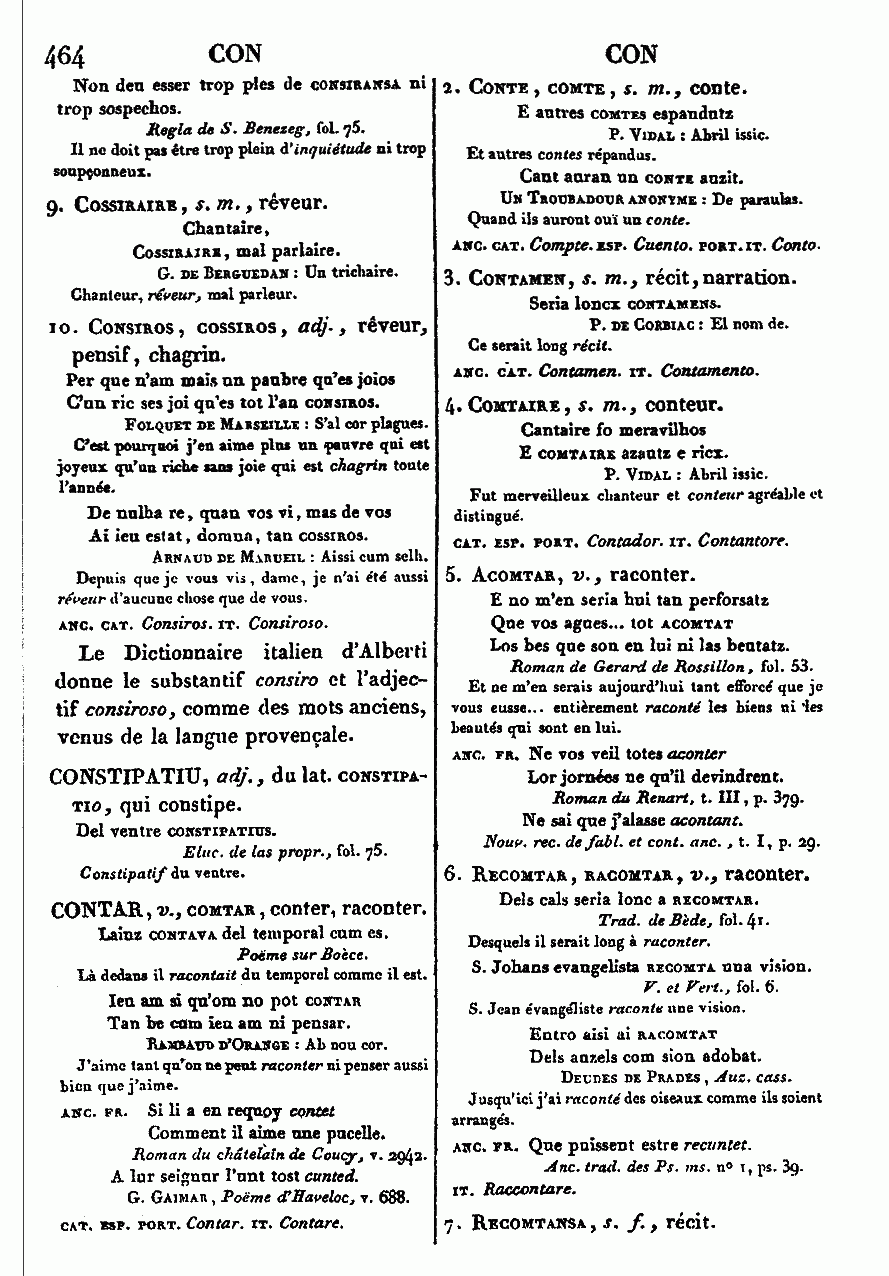 464 CON CON
Non deu esser trop ples de CONSIRANSA ni
trop sospechos.
Regla de S. Benezeg, fol. 75.
Il ne doit pas être trop plein d'inquiétude ni trop
soupçonneux.
9. COSSIRAIRE, s. m., rêveur.
Chantaire,
COSSIRAIRE, mal parlaire.
G. DE BERGUEDAN : Un trichaire.
Chanteur, rêveur, mal parleur.
10. CONSIROS, COSSIROS, adj., rêveur,
pensif, chagrin.
Per que n'am mais un paubre qu'es joios
C'un ric ses joi qu'es tot l'an CONSIROS.
FOLQUET DE MARSEILLE : S'al cor plagues.
C'est pourquoi j'en aime plus un pauvre qui est
joyeux qu'un riche sans joie qui est chagrin toute
l'année.
De nulha re, quan vos vi, mas de vos
Ai ieu estat, domna, tan COSSIROS.
ARNAUD DE MARUEIL : Aissi cum selh.
Depuis que je vous vis, dame, je n'ai été aussi
rêveur d'aucune chose que de vous.
ANC. CAT. Consiros. IT. Consiroso.
Le Dictionnaire italien d'Alberti
donne le substantif consiro et l'adjec-
tif consiroso, comme des mots anciens,
venus de la langue provençale.
CONSTIPATIU, adj., du lat. CONSTIPA-
TIO, qui constipe.
Del ventre CONSTIPATIUS.
Eluc. de las propr., fol. 75.
Constipatif du ventre.
CONTAR, v., COMTAR, conter, raconter.
Lainz CONTAVA del temporal cum es.
Poëme sur Boèce.
Là dedans il racontait du temporel comme il est.
Ieu am si qu'om no pot CONTAR
Tan be cum ieu am ni pensar.
RAMBAUD D'ORANGE : Ab nou cor.
J'aime tant qu'on ne peut raconter ni penser aussi
bien que j'aime.
ANC. FR. Si li a en requoy contet
Comment il aime une pucelle.
Roman du châtelain de Coucy, v. 2942.
A lur seignur l'unt tost cunted.
G. GAIMAR, Poëme d'Haveloc, v. 688.
CAT. ESP. PORT. Contar. IT. Contare.
2. CONTE, COMTE, s. m., conte.
E autres COMTES espandutz
P. VIDAL : Abril issic.
Et autres contes répandus.
Cant auran un CONTE auzit.
UN TROUBADOUR ANONYME : De paraulas.
Quand ils auront ouï un conte.
ANC. CAT. Compte. ESP. Cuento. PORT. IT. Conto.
3. CONTAMEN, s. m., récit, narration.
Seria loncx CONTAMENS.
P. DE CORBIAC : El nom de.
Ce serait long récit.
ANC. CAT. Contamen. IT. Contamento.
4. COMTAIRE, s. m., conteur.
Cantaire fo meravilhos
E COMTAIRE azautz e ricx.
P. VIDAL : Abril issic.
Fut merveilleux chanteur et conteur agréable et
distingué.
CAT. ESP. PORT. Contador. IT. Contantore.
5. ACOMTAR, v., raconter.
E no m'en seria hui tan perforsatz
Que vos agues... tot ACOMTAT
Los bes que son en lui ni las beutatz.
Roman de Gerard de Rossillon, fol. 53.
Et ne m'en serais aujourd'hui tant efforcé que je
vous eusse... entièrement raconté les biens ni les
beautés qui sont en lui.
ANC. FR. Ne vos veil totes aconter
Lor jornées ne qu'il devindrent.
Roman du Renart, t. III, p. 379.
Ne sai que j'alasse acontant.
Nouv. rec. de fabl. et cont. anc., t. I, p. 29.
6. RECOMTAR, RACOMTAR, v., raconter.
Dels cals seria lonc a RECOMTAR.
Trad. de Bède, fol. 41.
Desquels il serait long à raconter.
S. Johans evangelista RECOMTA una vision.
V. et Vert., fol. 6.
S. Jean évangéliste raconte une vision.
Entro aisi ai RACOMTAT
Dels auzels com sion adobat.
DEUDES DE PRADES, Auz. cass.
Jusqu'ici j'ai raconté des oiseaux comme ils soient
arrangés.
ANC. FR. Que puissent estre recuntet.
Anc. trad. des Ps. ms. n° 1, ps. 39.
IT. Raccontare.
7. RECOMTANSA, s. f., récit.